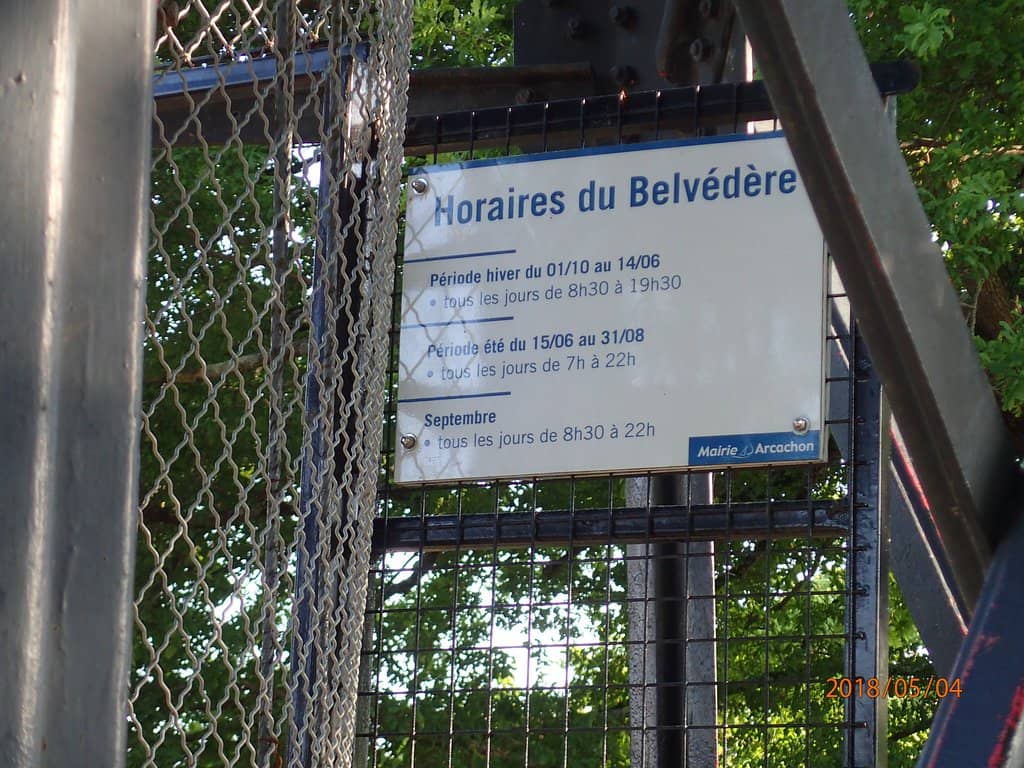 Horaires du Belvédère
Période hiver du 01/10 au 14/06
• tous les jours de 8h30 à 19h30
Période été du 15/06 au 31/08
• tous les jours de 7h à 22h
Septembre
• tous les jours de 8h30 à 22h
Mairie Arcachon
2018/05/04